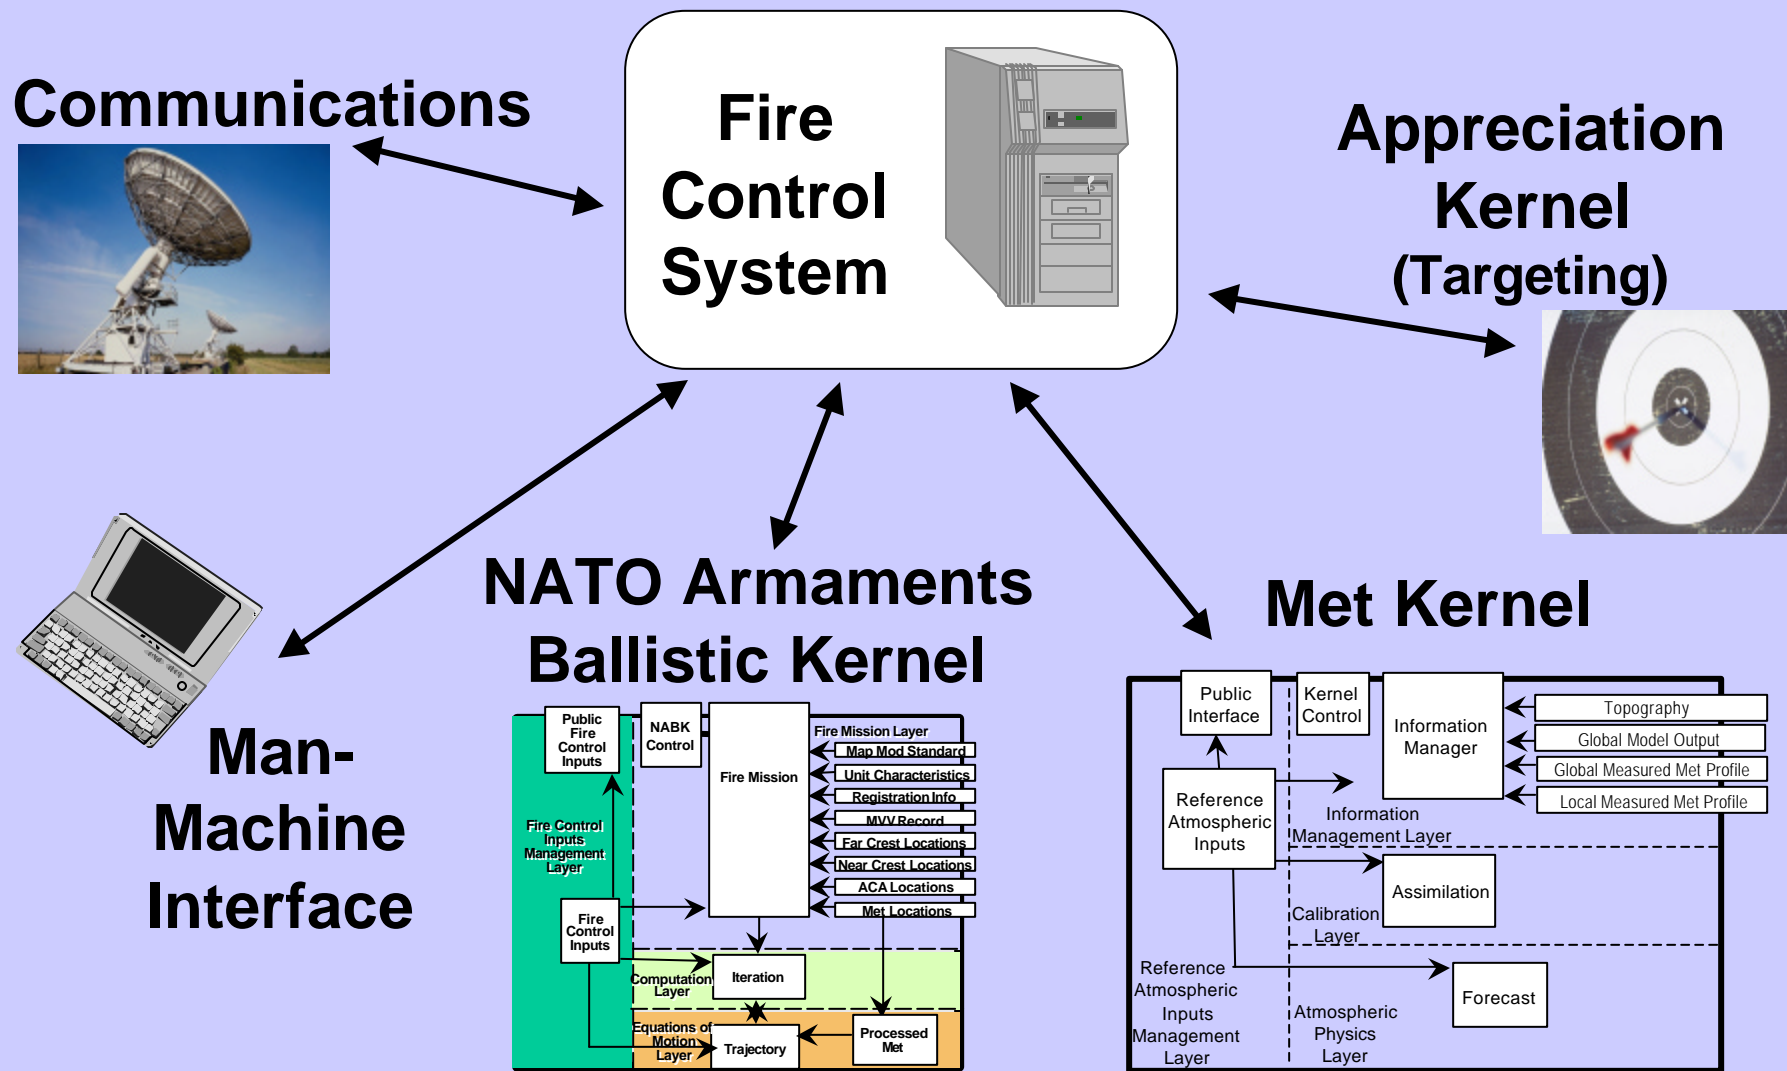 Communications
Fire
Control
System
Appreciation
Kernel
(Targeting)
Man-
Machine
Interface
NATO Armaments
Ballistic Kernel
Public
Fire
Control
Inputs
NABK
Control
Fire Mission
Fire Mission Layer
Map Mod Standard
Unit Characteristics
Registration Info
MVV Record
Far Crest Locations
Near Crest Locations
ACA Locations
Met Locations
Fire Control
Inputs
Management
Layer
Fire
Control
Inputs
Computation
Layer
Iteration
Equations of
Motion
Layer
Trajectory
Processed
Met
Met Kernel
Public
Interface
Kernel
Control
Information
Manager
Topography
Global Model Output
Global Measured Met Profile
Local Measured Met Profile
Reference
Atmospheric
Inputs
Information
Management Layer
Assimilation
Calibration
Layer
Reference
Atmospheric
Inputs
Management
Layer
Forecast
Atmospheric
Physics
Layer